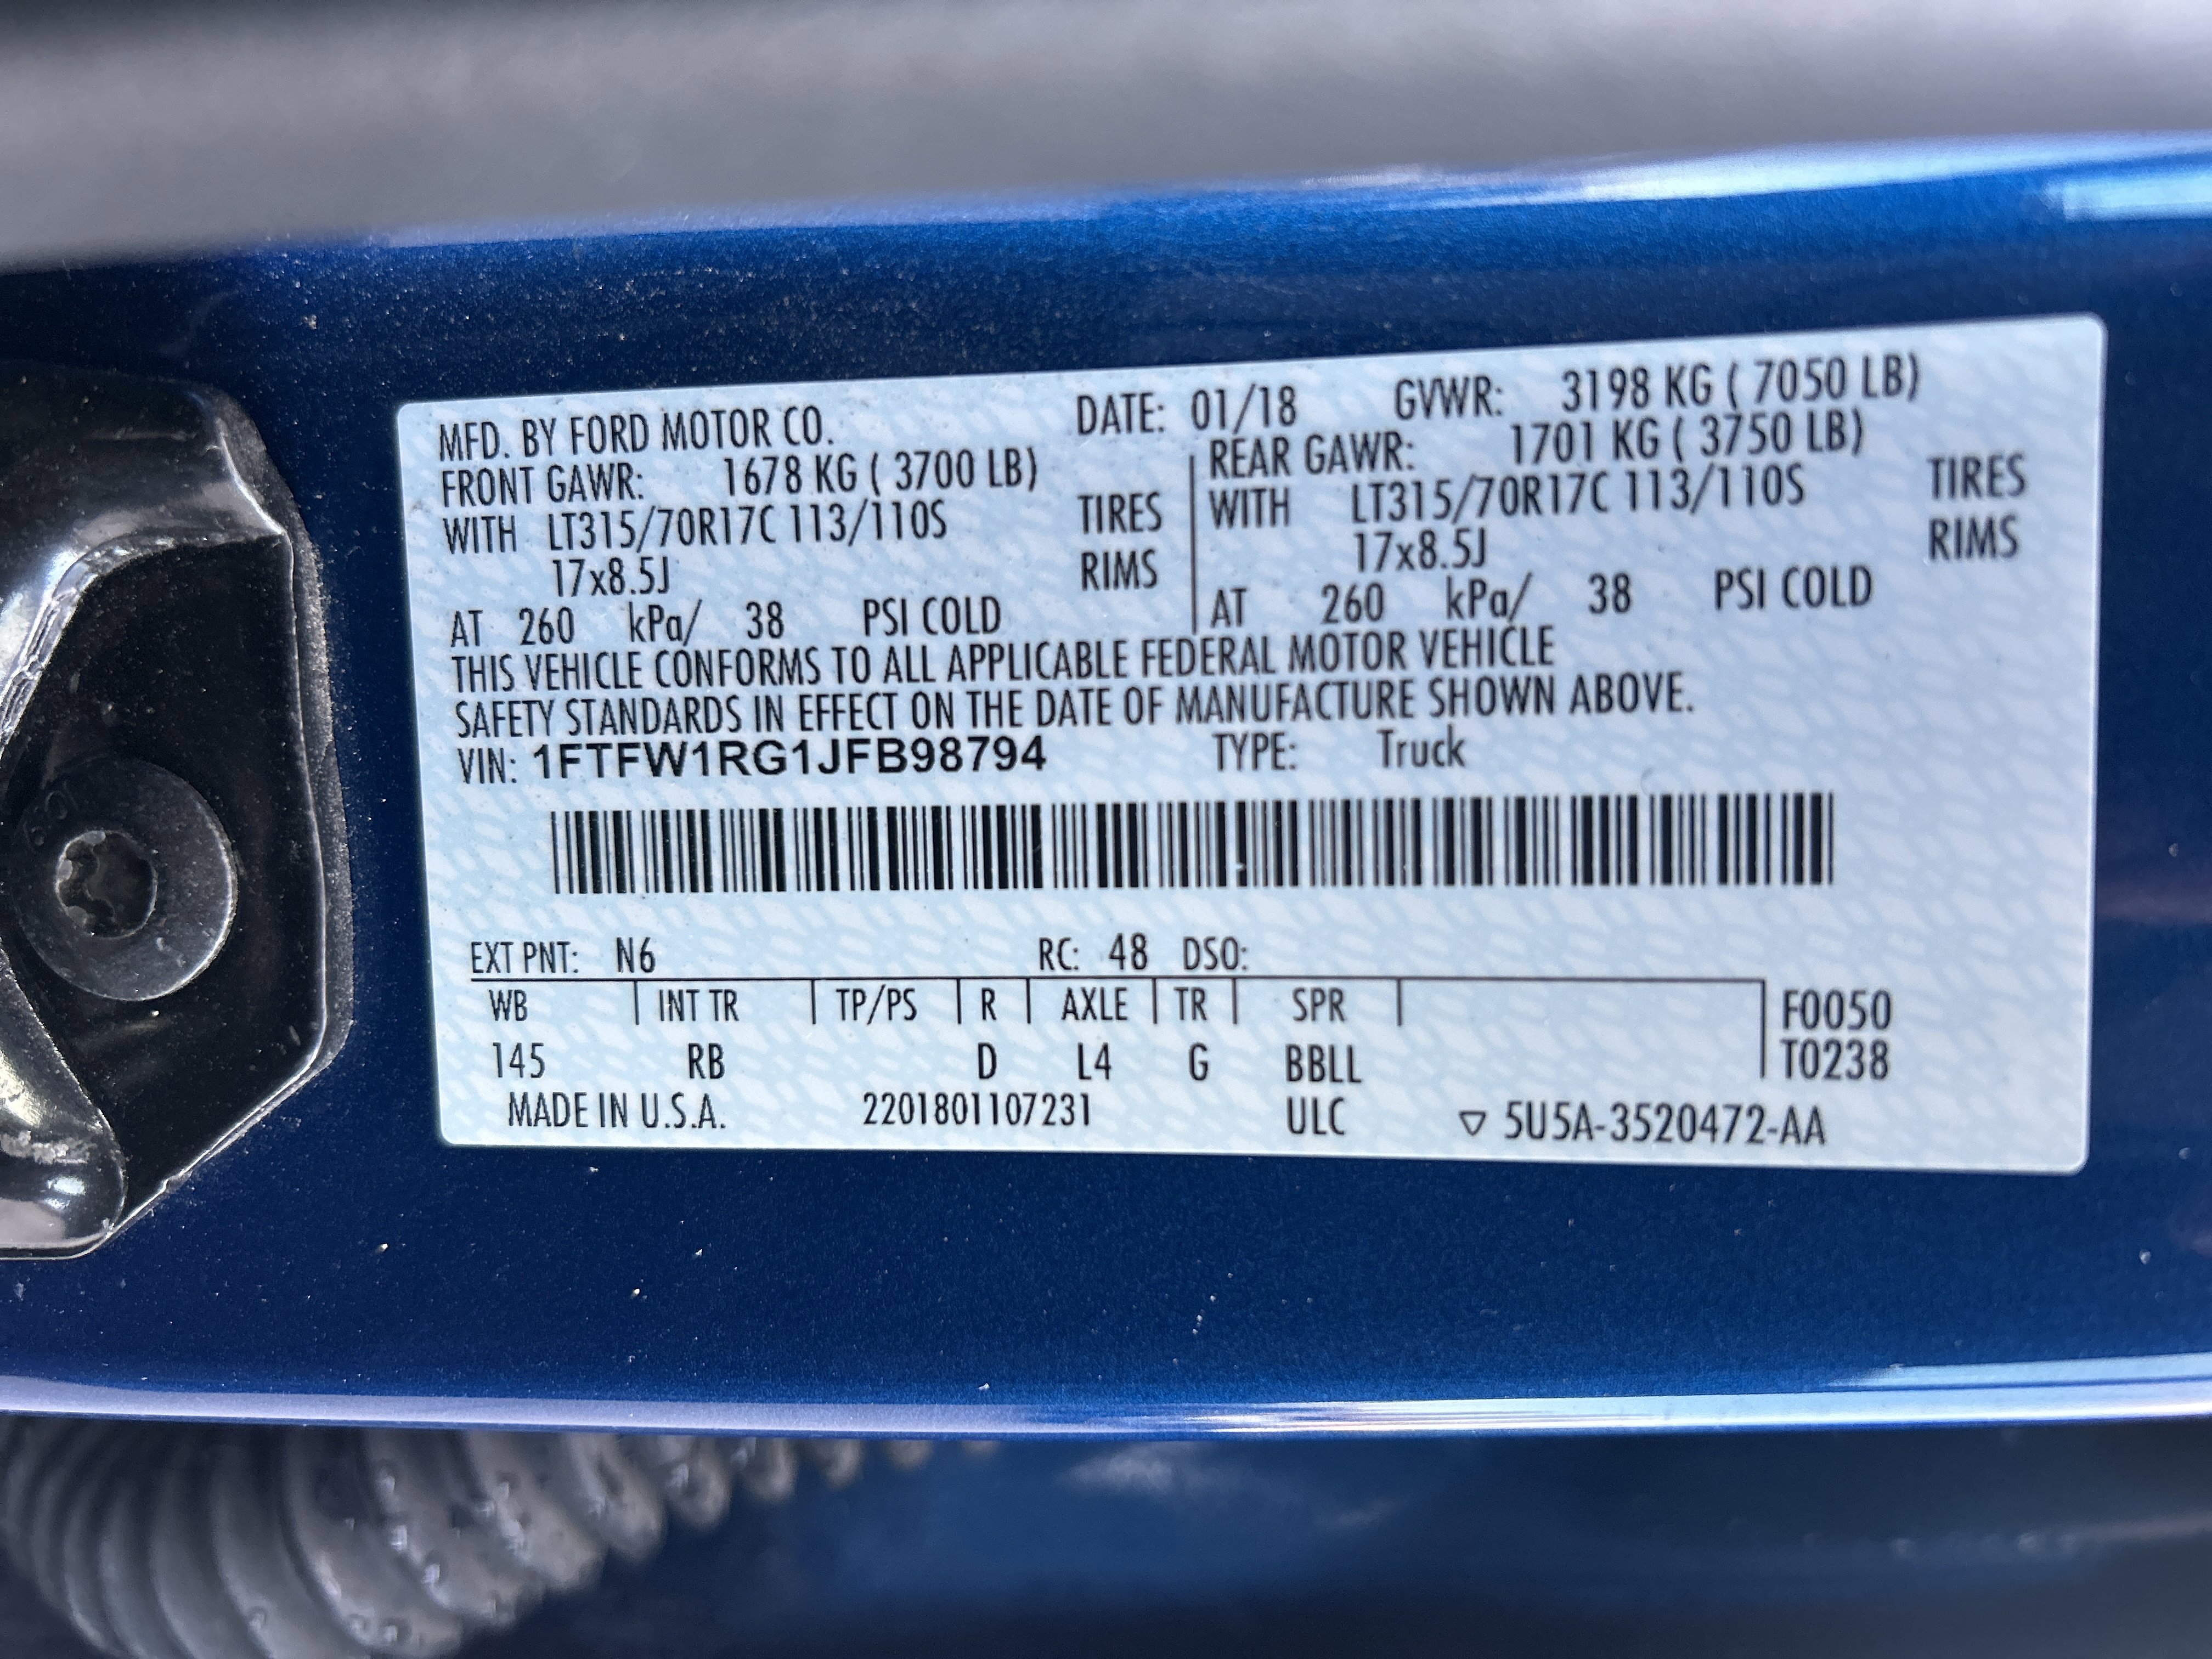 MFD. BY FORD MOTOR CO. DATE: 01/18 GVWR: 3198 KG ( 7050 LB)
FRONT GAWR: 1678 KG ( 3700 LB) REAR GAWR: 1701 KG ( 3750 LB)
WITH LT315/70R17C 113/110S TIRES WITH LT315/70R17C 113/110S TIRES
17x8.5J RIMS 17x8.5J RIMS
AT 260 kPa/ 38 PSI COLD AT 260 kPa/ 38 PSI COLD
THIS VEHICLE CONFORMS TO ALL APPLICABLE FEDERAL MOTOR VEHICLE
SAFETY STANDARDS IN EFFECT ON THE DATE OF MANUFACTURE SHOWN ABOVE.
VIN: 1FTFW1RG1JFB98794 TYPE: Truck
EXT PNT: N6 RC: 48 DSO:
WB INT TR TP/PS R AXLE TR SPR F0050
145 RB D L4 G BBLL T0238
MADE IN U.S.A. 2201801107231 ULC ▽ 5U5A-3520472-AA